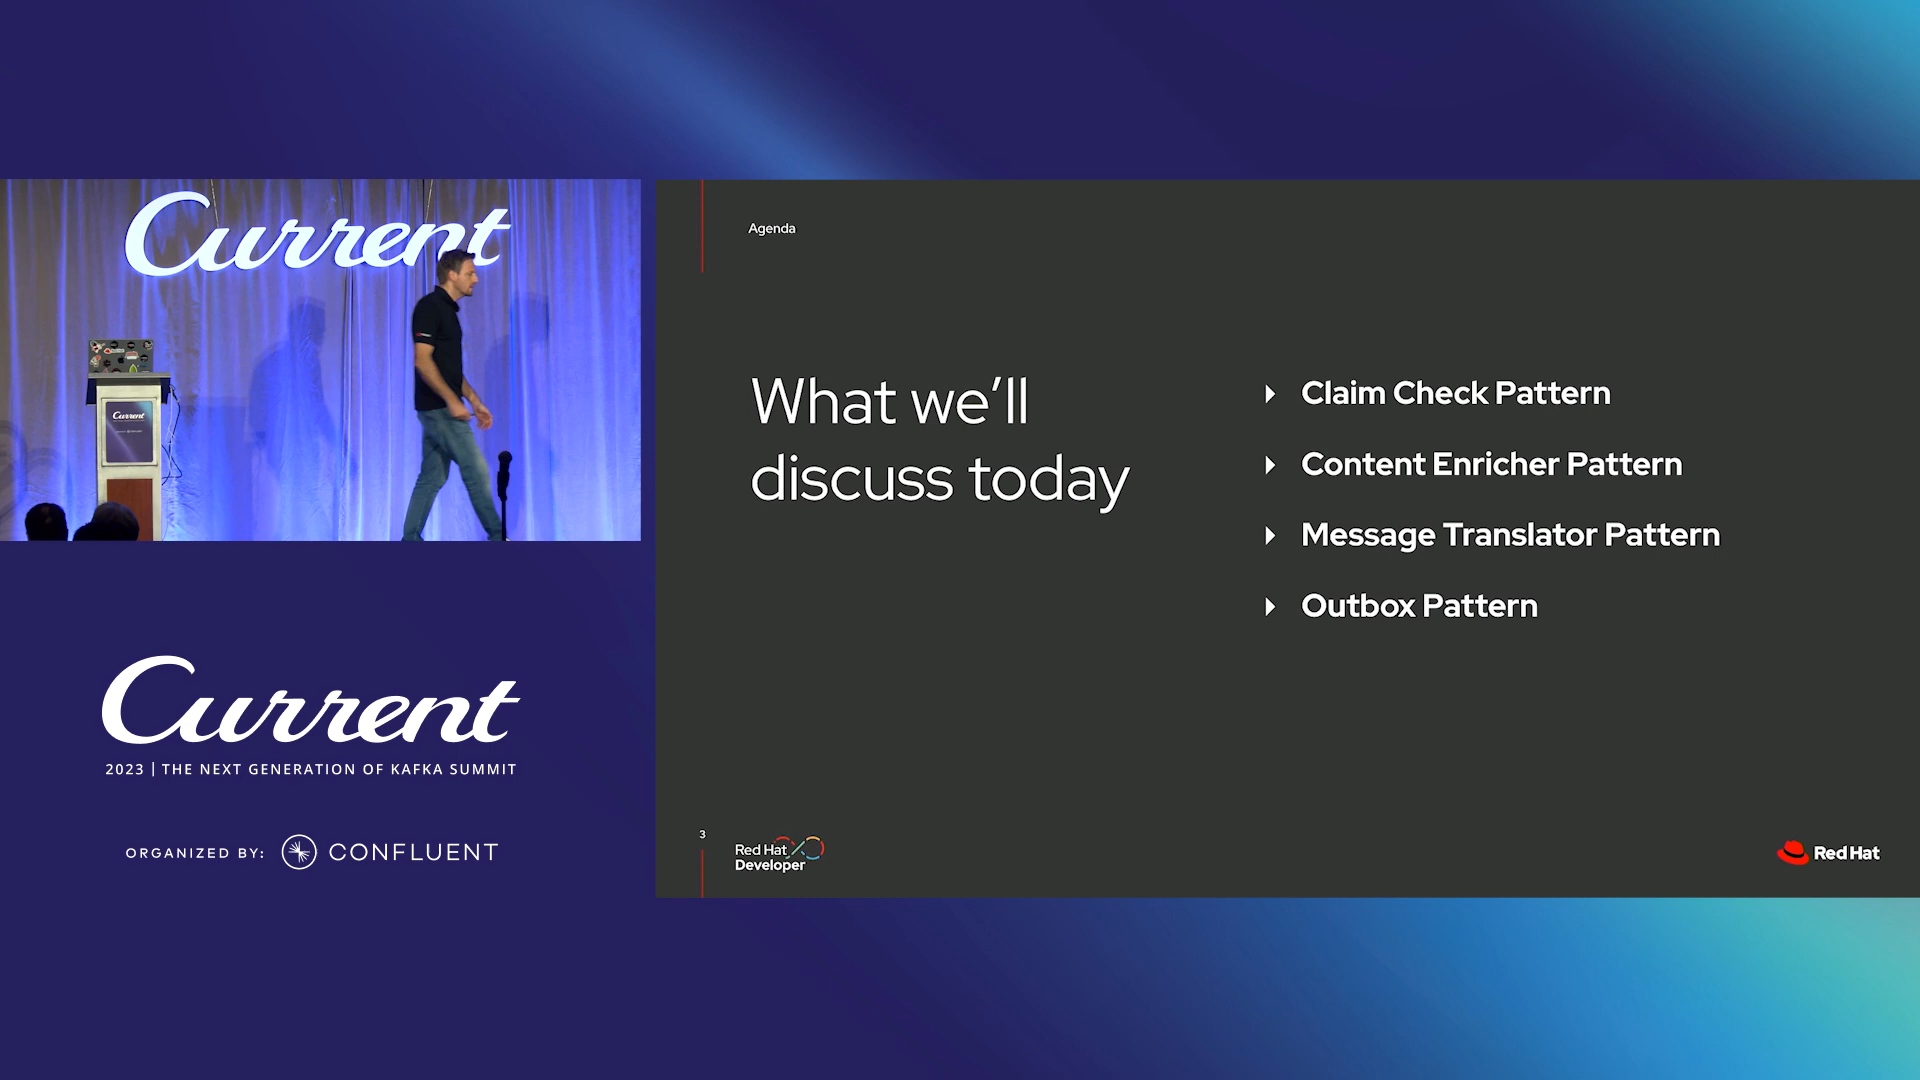 Current
Current
Current
2023 | THE NEXT GENERATION OF KAFKA SUMMIT
ORGANIZED BY: CONFLUENT
Agenda
What we’ll
discuss today
Claim Check Pattern
Content Enricher Pattern
Message Translator Pattern
Outbox Pattern
3
Red Hat
Developer
Red Hat